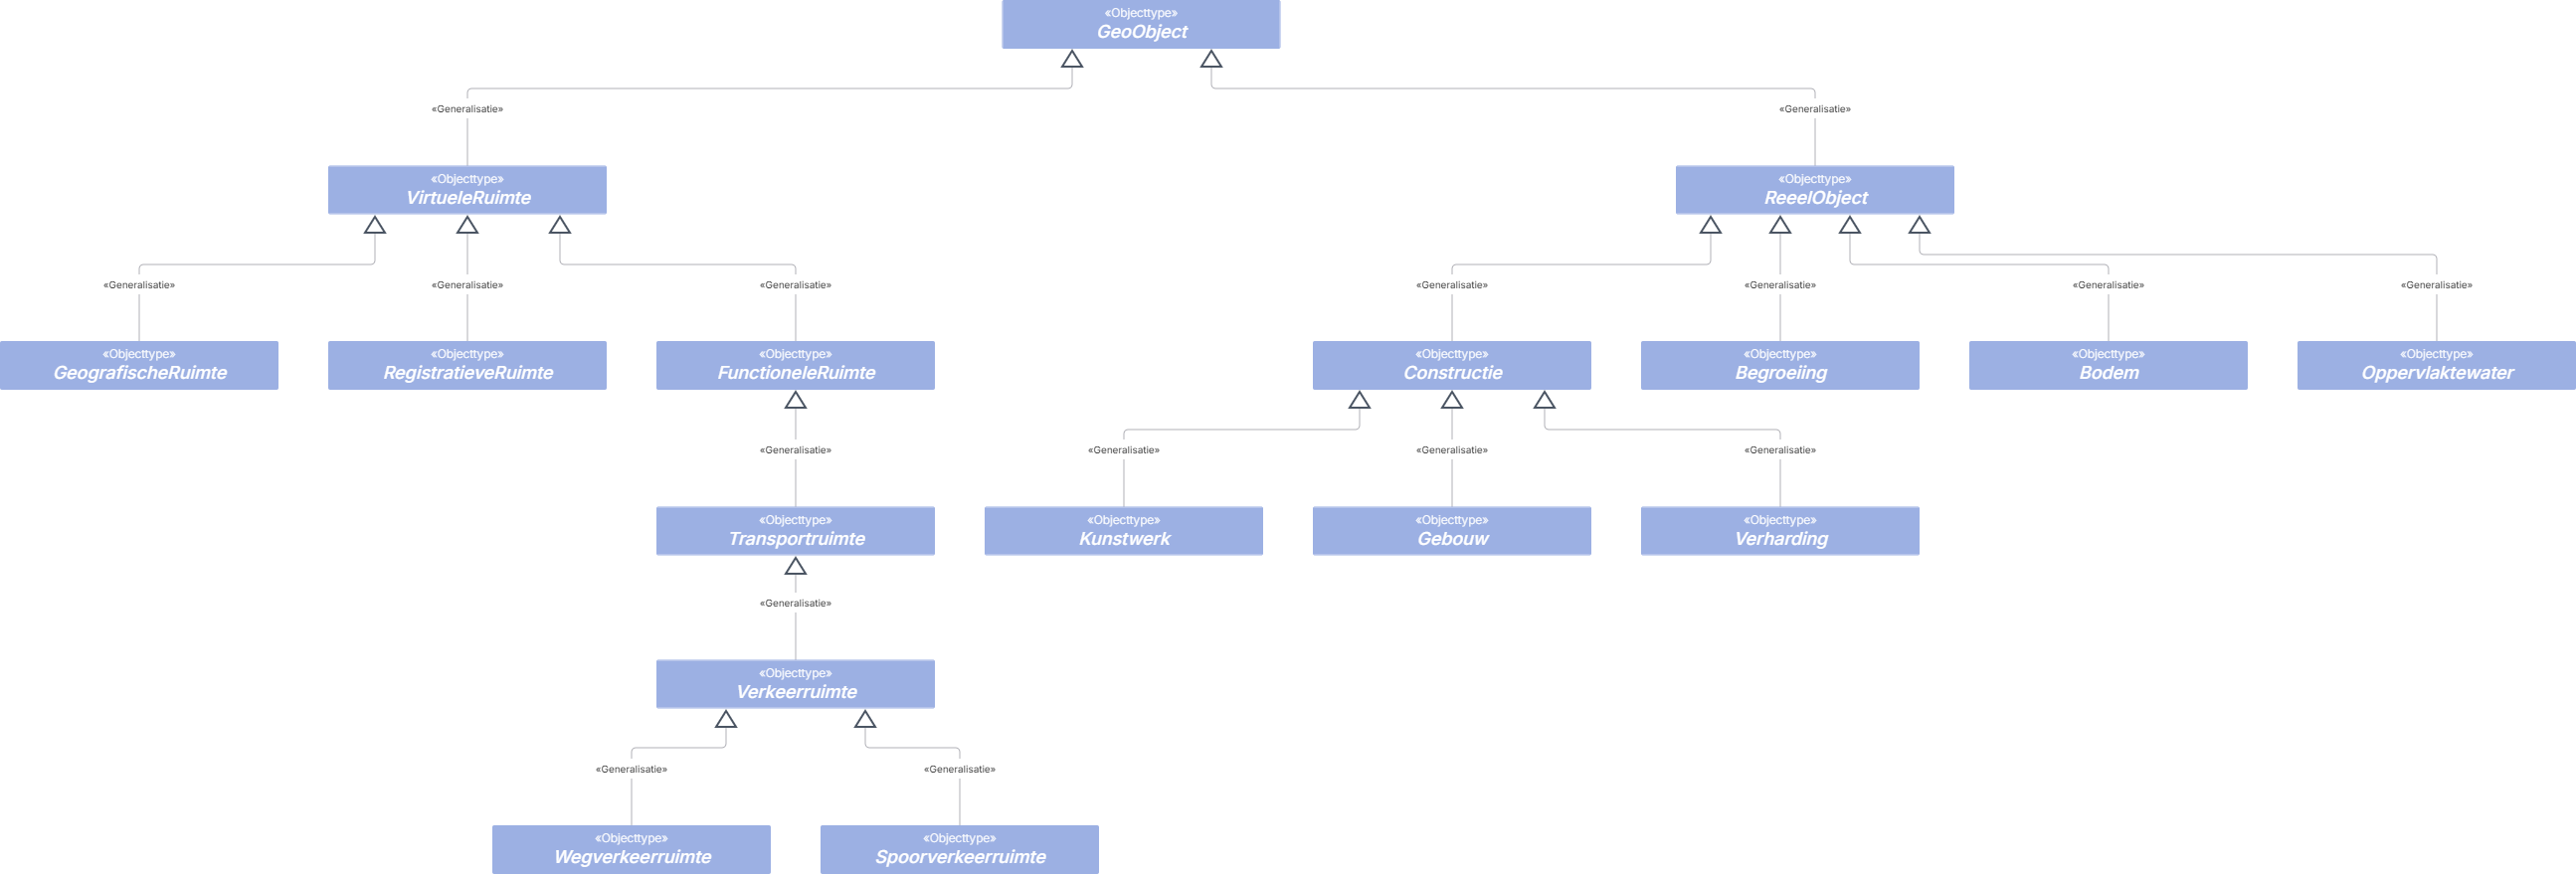 «Objecttype»
GeoObject
«Generalisatie»
«Generalisatie»
«Objecttype»
VirtueleRuimte
«Objecttype»
ReeelObject
«Generalisatie»
«Generalisatie»
«Generalisatie»
«Generalisatie»
«Generalisatie»
«Generalisatie»
«Generalisatie»
«Objecttype»
GeografischeRuimte
«Objecttype»
RegistratieveRuimte
«Objecttype»
FunctioneleRuimte
«Objecttype»
Constructie
«Objecttype»
Begroeiing
«Objecttype»
Bodem
«Objecttype»
Oppervlaktewater
«Generalisatie»
«Generalisatie»
«Generalisatie»
«Generalisatie»
«Objecttype»
Transportruimte
«Objecttype»
Kunstwerk
«Objecttype»
Gebouw
«Objecttype»
Verharding
«Generalisatie»
«Objecttype»
Verkeerruimte
«Generalisatie»
«Generalisatie»
«Objecttype»
Wegverkeerruimte
«Objecttype»
Spoorverkeerruimte